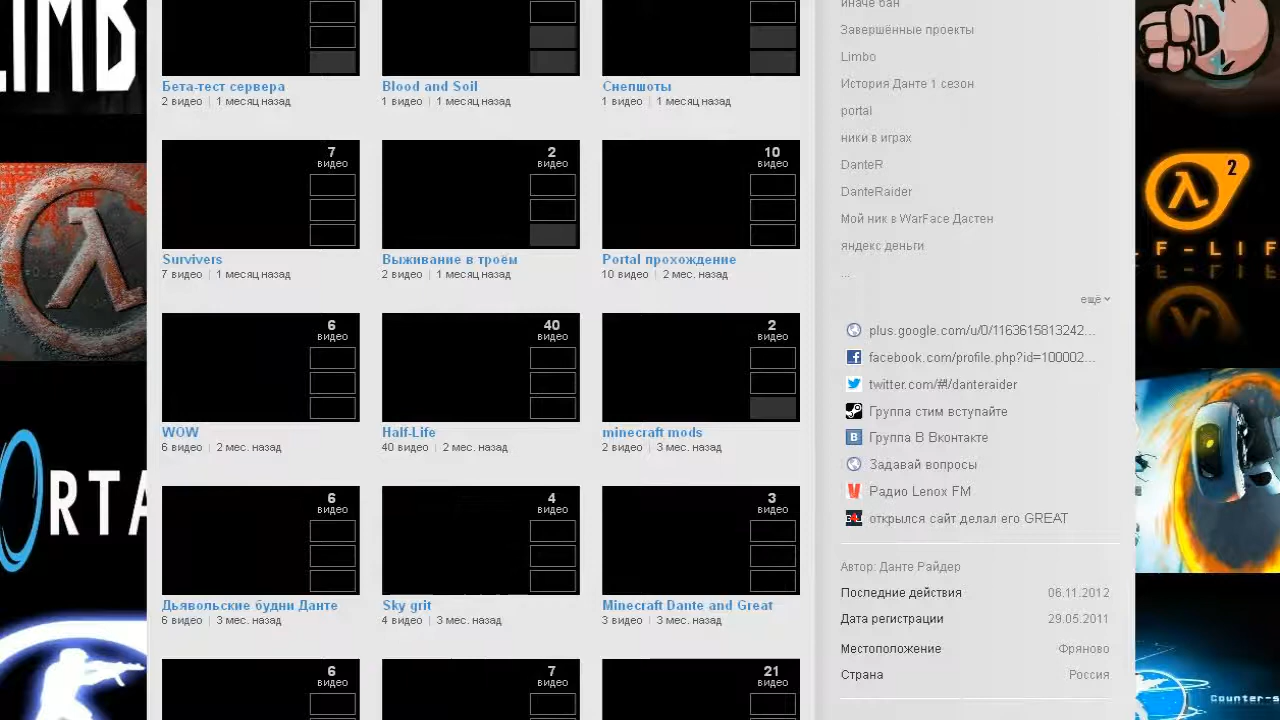 LIMB
Бета-тест сервера
2 видео | 1 месяц назад
Blood and Soil
1 видео | 1 месяц назад
Снепшоты
1 видео | 1 месяц назад
7
видео
Survivers
7 видео | 1 месяц назад
2
видео
Выживание в троём
2 видео | 1 месяц назад
10
видео
Portal прохождение
10 видео | 2 мес. назад
6
видео
WOW
6 видео | 2 мес. назад
40
видео
Half-Life
40 видео | 2 мес. назад
2
видео
minecraft mods
2 видео | 3 мес. назад
6
видео
Дьявольские будни Данте
6 видео | 3 мес. назад
4
видео
Sky grit
4 видео | 3 мес. назад
3
видео
Minecraft Dante and Great
3 видео | 3 мес. назад
6
видео
7
видео
21
видео
иначе бан
Завершённые проекты
Limbo
История Данте 1 сезон
portal
ники в играх
DanteR
DanteRaider
Мой ник в WarFace Дастен
яндекс деньги
...
ещё
plus.google.com/u/0/1163615813242...
facebook.com/profile.php?id=100002...
twitter.com/#!/danteraider
Группа стим вступайте
Группа В Вконтакте
Задавай вопросы
Радио Lenox FM
открылся сайт делал его GREAT
Автор: Данте Райдер
Последние действия 06.11.2012
Дата регистрации 29.05.2011
Местоположение Фряново
Страна Россия
ORTA
λ
λ
2
LF-LIF
Counter-s